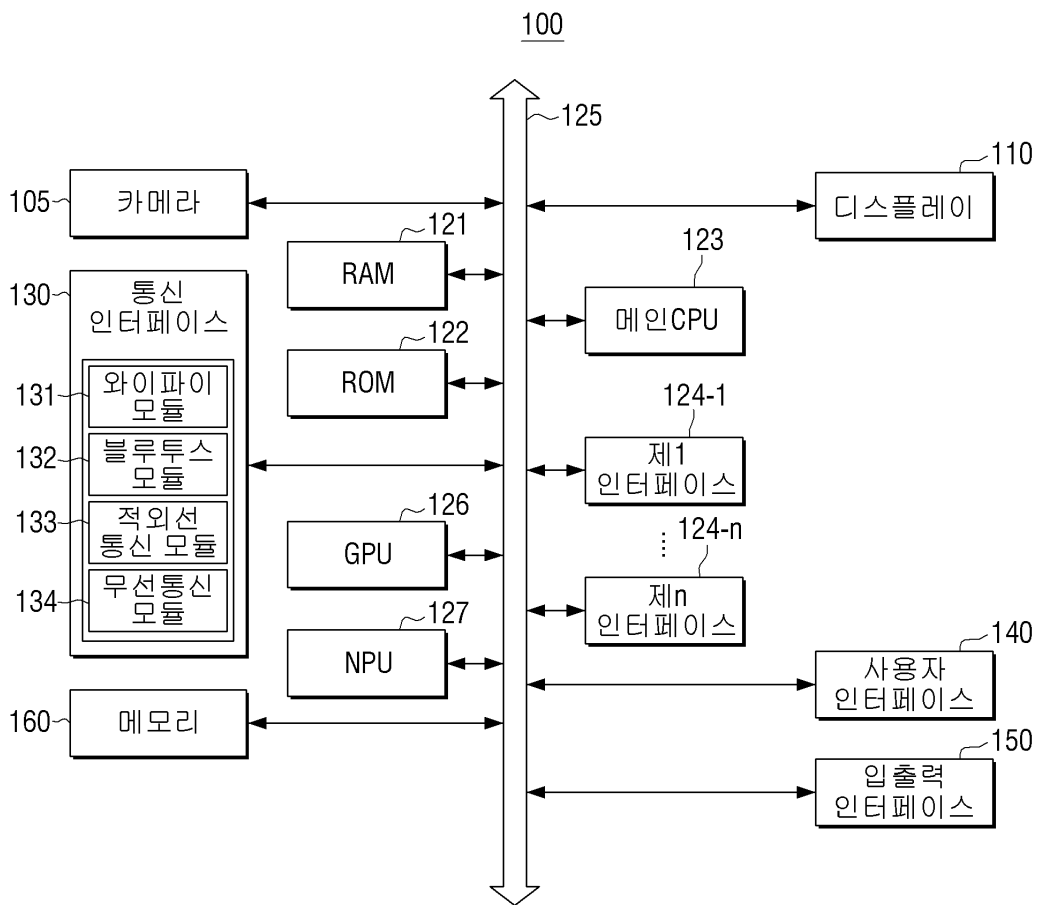 100
125
110
105
카메라
디스플레이
121
RAM
123
메인CPU
130
통신
인터페이스
122
ROM
131
와이파이
모듈
132
블루투스
모듈
124-1
제1
인터페이스
133
적외선
통신 모듈
126
GPU
124-n
제n
인터페이스
134
무선통신
모듈
127
NPU
140
사용자
인터페이스
160
메모리
150
입출력
인터페이스